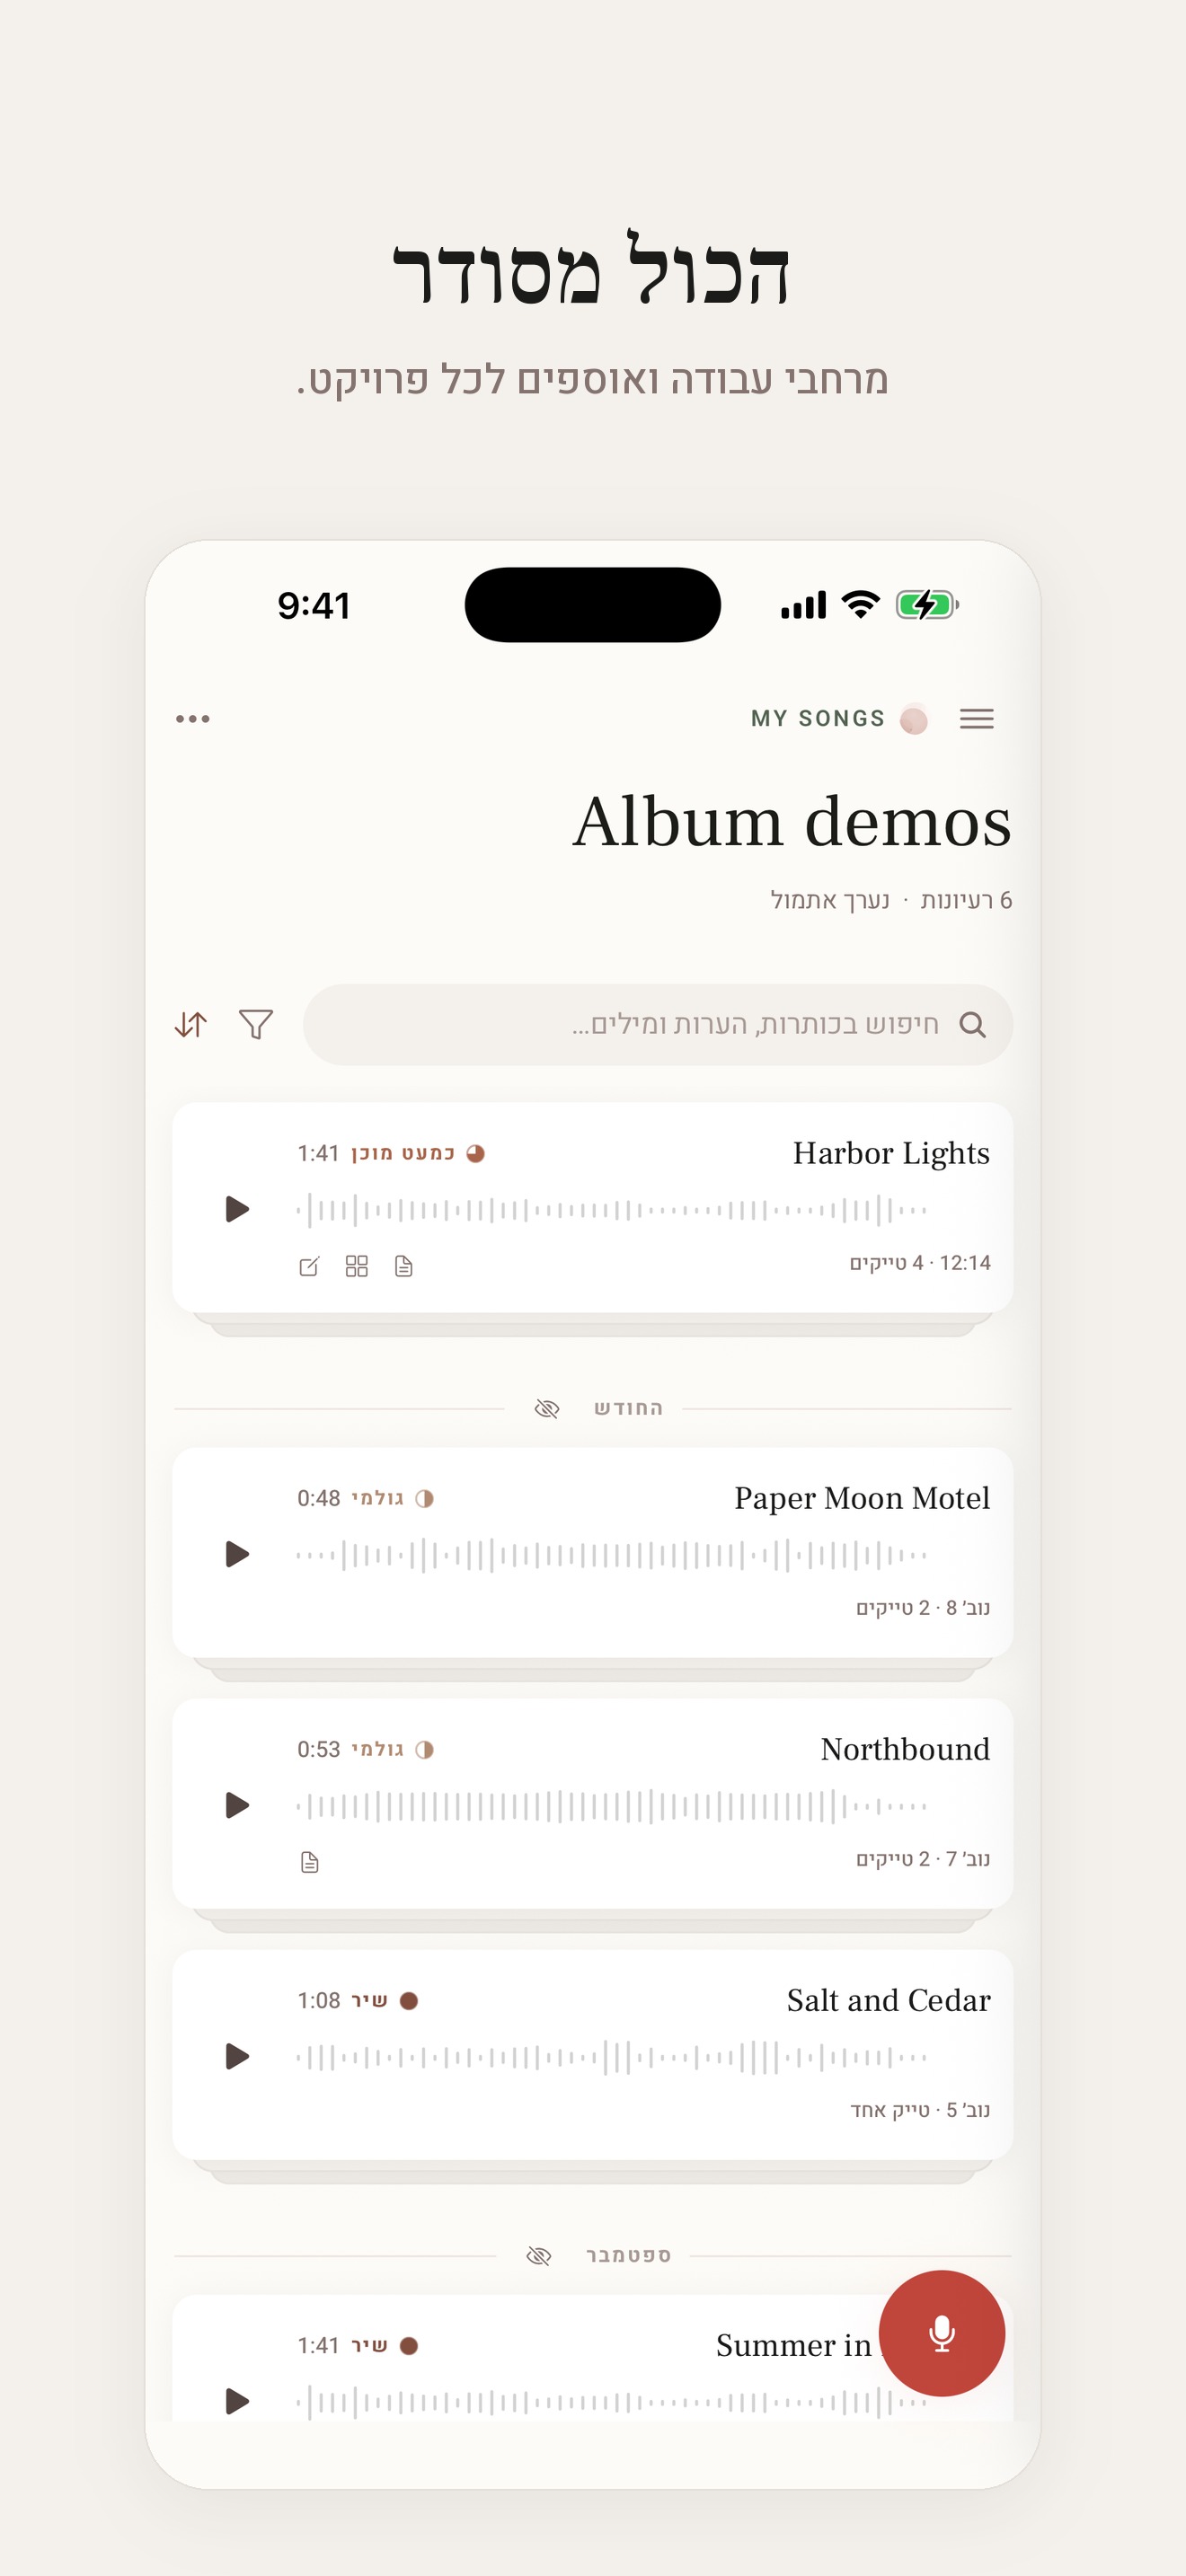 הכול מסודר
מרחבי עבודה ואוספים לכל פרויקט.
9:41
MY SONGS
Album demos
6 רעיונות · נערך אתמול
חיפוש בכותרות, הערות ומילים...
Harbor Lights
כמעט מוכן 1:41
12:14 · 4 טייקים
החודש
Paper Moon Motel
גולמי 0:48
נוב׳ 8 · 2 טייקים
Northbound
גולמי 0:53
נוב׳ 7 · 2 טייקים
Salt and Cedar
שיר 1:08
נוב׳ 5 · טייק אחד
ספטמבר
Summer in
שיר 1:41